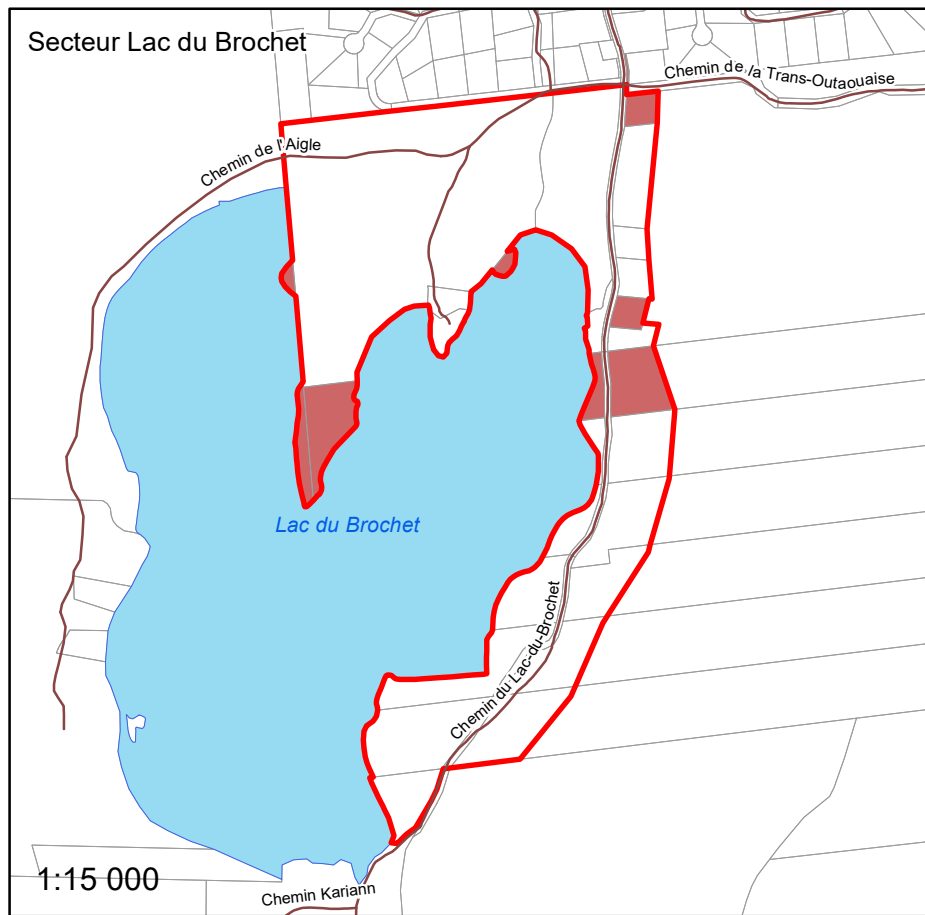 Secteur Lac du Brochet
Chemin de la Trans-Outaouaise
Chemin de l'Aigle
Lac du Brochet
Chemin du Lac-du-Brochet
1:15 000
Chemin Kariann